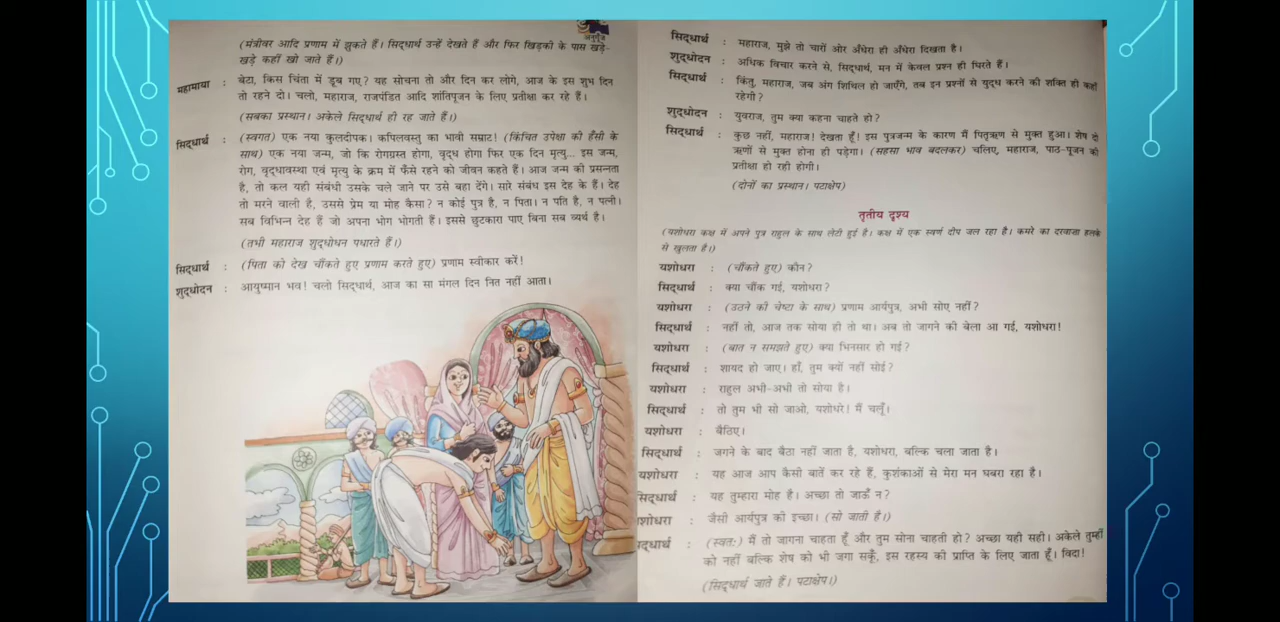 अनुगूँज
(मंत्रीवर आदि प्रणाम में झुकते हैं। सिद्धार्थ उन्हें देखते हैं और फिर खिड़की के पास खड़े-
खड़े कहाँ खो जाते हैं।)
महामाया : बेटा, किस चिंता में डूब गए? यह सोचना तो और दिन कर लोगे, आज के इस शुभ दिन
तो रहने दो। चलो, महाराज, राजपंडित आदि शांतिपूजन के लिए प्रतीक्षा कर रहे हैं।
(सबका प्रस्थान। अकेले सिद्धार्थ ही रह जाते हैं।)
सिद्धार्थ : (स्वगत) एक नया कुलदीपक। कपिलवस्तु का भावी सम्राट! (किंचित उपेक्षा की हँसी के
साथ) एक नया जन्म, जो कि रोगग्रस्त होगा, वृद्ध होगा फिर एक दिन मृत्यु... इस जन्म,
रोग, वृद्धावस्था एवं मृत्यु के क्रम में फँसे रहने को जीवन कहते हैं। आज जन्म की प्रसन्नता
है, तो कल यही संबंधी उसके चले जाने पर उसे बहा देंगे। सारे संबंध इस देह के हैं। देह
तो मरने वाली है, उससे प्रेम या मोह कैसा? न कोई पुत्र है, न पिता। न पति है, न पत्नी।
सब विभिन्न देह हैं जो अपना भोग भोगती हैं। इससे छुटकारा पाए बिना सब व्यर्थ है।
(तभी महाराज शुद्धोधन पधारते हैं।)
सिद्धार्थ : (पिता को देख चौंकते हुए प्रणाम करते हुए) प्रणाम स्वीकार करें!
शुद्धोदन : आयुष्मान भव! चलो सिद्धार्थ, आज का सा मंगल दिन नित नहीं आता।
सिद्धार्थ : महाराज, मुझे तो चारों ओर अँधेरा ही अँधेरा दिखता है।
शुद्धोदन : अधिक विचार करने से, सिद्धार्थ, मन में केवल प्रश्न ही घिरते हैं।
सिद्धार्थ : किंतु, महाराज, जब अंग शिथिल हो जाएँगे, तब इन प्रश्नों से युद्ध करने की शक्ति ही कहाँ
रहेगी?
शुद्धोदन : युवराज, तुम क्या कहना चाहते हो?
सिद्धार्थ : कुछ नहीं, महाराज! देखता हूँ! इस पुत्रजन्म के कारण मैं पितृऋण से मुक्त हुआ। शेष दो
ऋणों से मुक्त होना ही पड़ेगा। (सहसा भाव बदलकर) चलिए, महाराज, पाठ-पूजन की
प्रतीक्षा हो रही होगी।
(दोनों का प्रस्थान। पटाक्षेप)
तृतीय दृश्य
(यशोधरा कक्ष में अपने पुत्र राहुल के साथ लेटी हुई है। कक्ष में एक स्वर्ण दीप जल रहा है। कमरे का दरवाज़ा हलके
से खुलता है।)
यशोधरा : (चौंकते हुए) कौन?
सिद्धार्थ : क्या चौंक गई, यशोधरा?
यशोधरा : (उठने की चेष्टा के साथ) प्रणाम आर्यपुत्र, अभी सोए नहीं?
सिद्धार्थ : नहीं तो, आज तक सोया ही तो था। अब तो जागने की बेला आ गई, यशोधरा!
यशोधरा : (बात न समझते हुए) क्या भिनसार हो गई?
सिद्धार्थ : शायद हो जाए। हाँ, तुम क्यों नहीं सोई?
यशोधरा : राहुल अभी-अभी तो सोया है।
सिद्धार्थ : तो तुम भी सो जाओ, यशोधरे! मैं चलूँ।
यशोधरा : बैठिए।
सिद्धार्थ : जगने के बाद बैठा नहीं जाता है, यशोधरा, बल्कि चला जाता है।
यशोधरा : यह आज आप कैसी बातें कर रहे हैं, कुशंकाओं से मेरा मन घबरा रहा है।
सिद्धार्थ : यह तुम्हारा मोह है। अच्छा तो जाऊँ न?
शोधरा : जैसी आर्यपुत्र की इच्छा। (सो जाती है।)
द्धार्थ : (स्वतः) मैं तो जागना चाहता हूँ और तुम सोना चाहती हो? अच्छा यही सही। अकेले तुम्हीं
को नहीं बल्कि शेष को भी जगा सकूँ, इस रहस्य की प्राप्ति के लिए जाता हूँ। विदा!
(सिद्धार्थ जाते हैं। पटाक्षेप।)